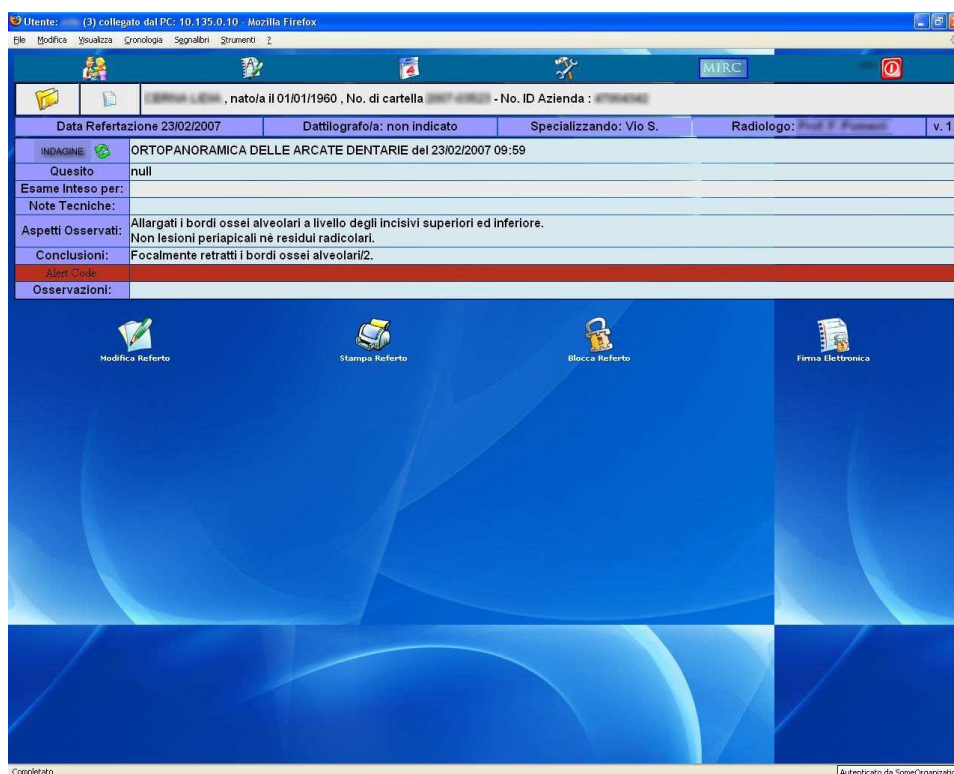 Utente: (3) collegato dal PC: 10.135.0.10 - Mozilla Firefox
File Modifica Visualizza Cronologia Segnalibri Strumenti ?
4
MIRC
, nato/a il 01/01/1960 , No. di cartella - No. ID Azienda :
Data Refertazione 23/02/2007 Dattilografo/a: non indicato Specializzando: Vio S. Radiologo: v. 1
INDAGINE ORTOPANORAMICA DELLE ARCATE DENTARIE del 23/02/2007 09:59
Quesito null
Esame Inteso per:
Note Tecniche:
Aspetti Osservati: Allargati i bordi ossei alveolari a livello degli incisivi superiori ed inferiore.
Non lesioni periapicali nè residui radicolari.
Conclusioni: Focalmente retratti i bordi ossei alveolari/2.
Alert Code
Osservazioni:
Modifica Referto Stampa Referto Blocca Referto Firma Elettronica
Completato Autenticato da SomeOrganizatio